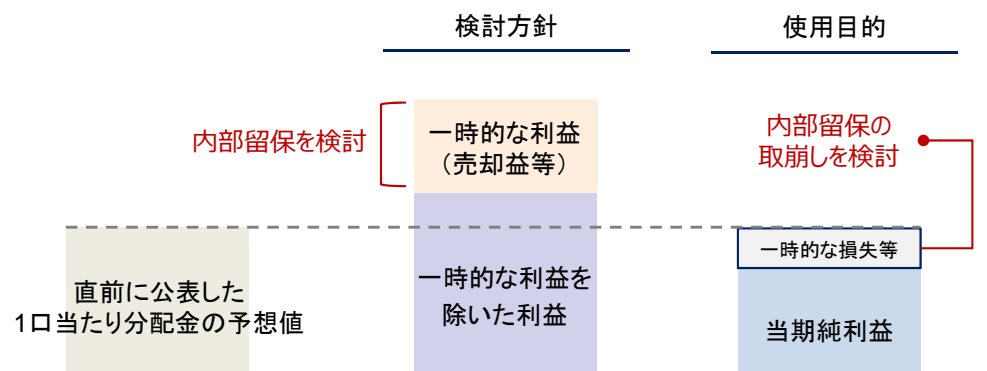 検討方針
使用目的
内部留保を検討
一時的な利益
（売却益等）
内部留保の
取崩しを検討
一時的な損失等
直前に公表した
1口当たり分配金の予想値
一時的な利益を
除いた利益
当期純利益